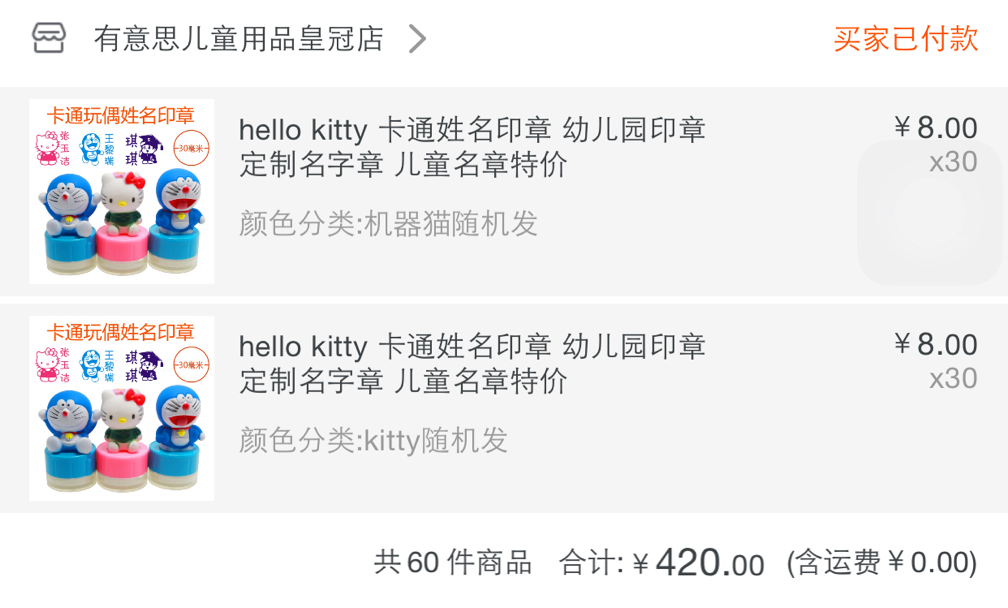 有意思儿童用品皇冠店
买家已付款
卡通玩偶姓名印章
张玉洁
王黎瑞
琪琪
30毫米
hello kitty 卡通姓名印章 幼儿园印章
定制名字章 儿童名章特价
¥8.00
x30
颜色分类:机器猫随机发
卡通玩偶姓名印章
张玉洁
王黎瑞
琪琪
30毫米
hello kitty 卡通姓名印章 幼儿园印章
定制名字章 儿童名章特价
¥8.00
x30
颜色分类:kitty随机发
共60件商品 合计:¥420.00 (含运费¥0.00)